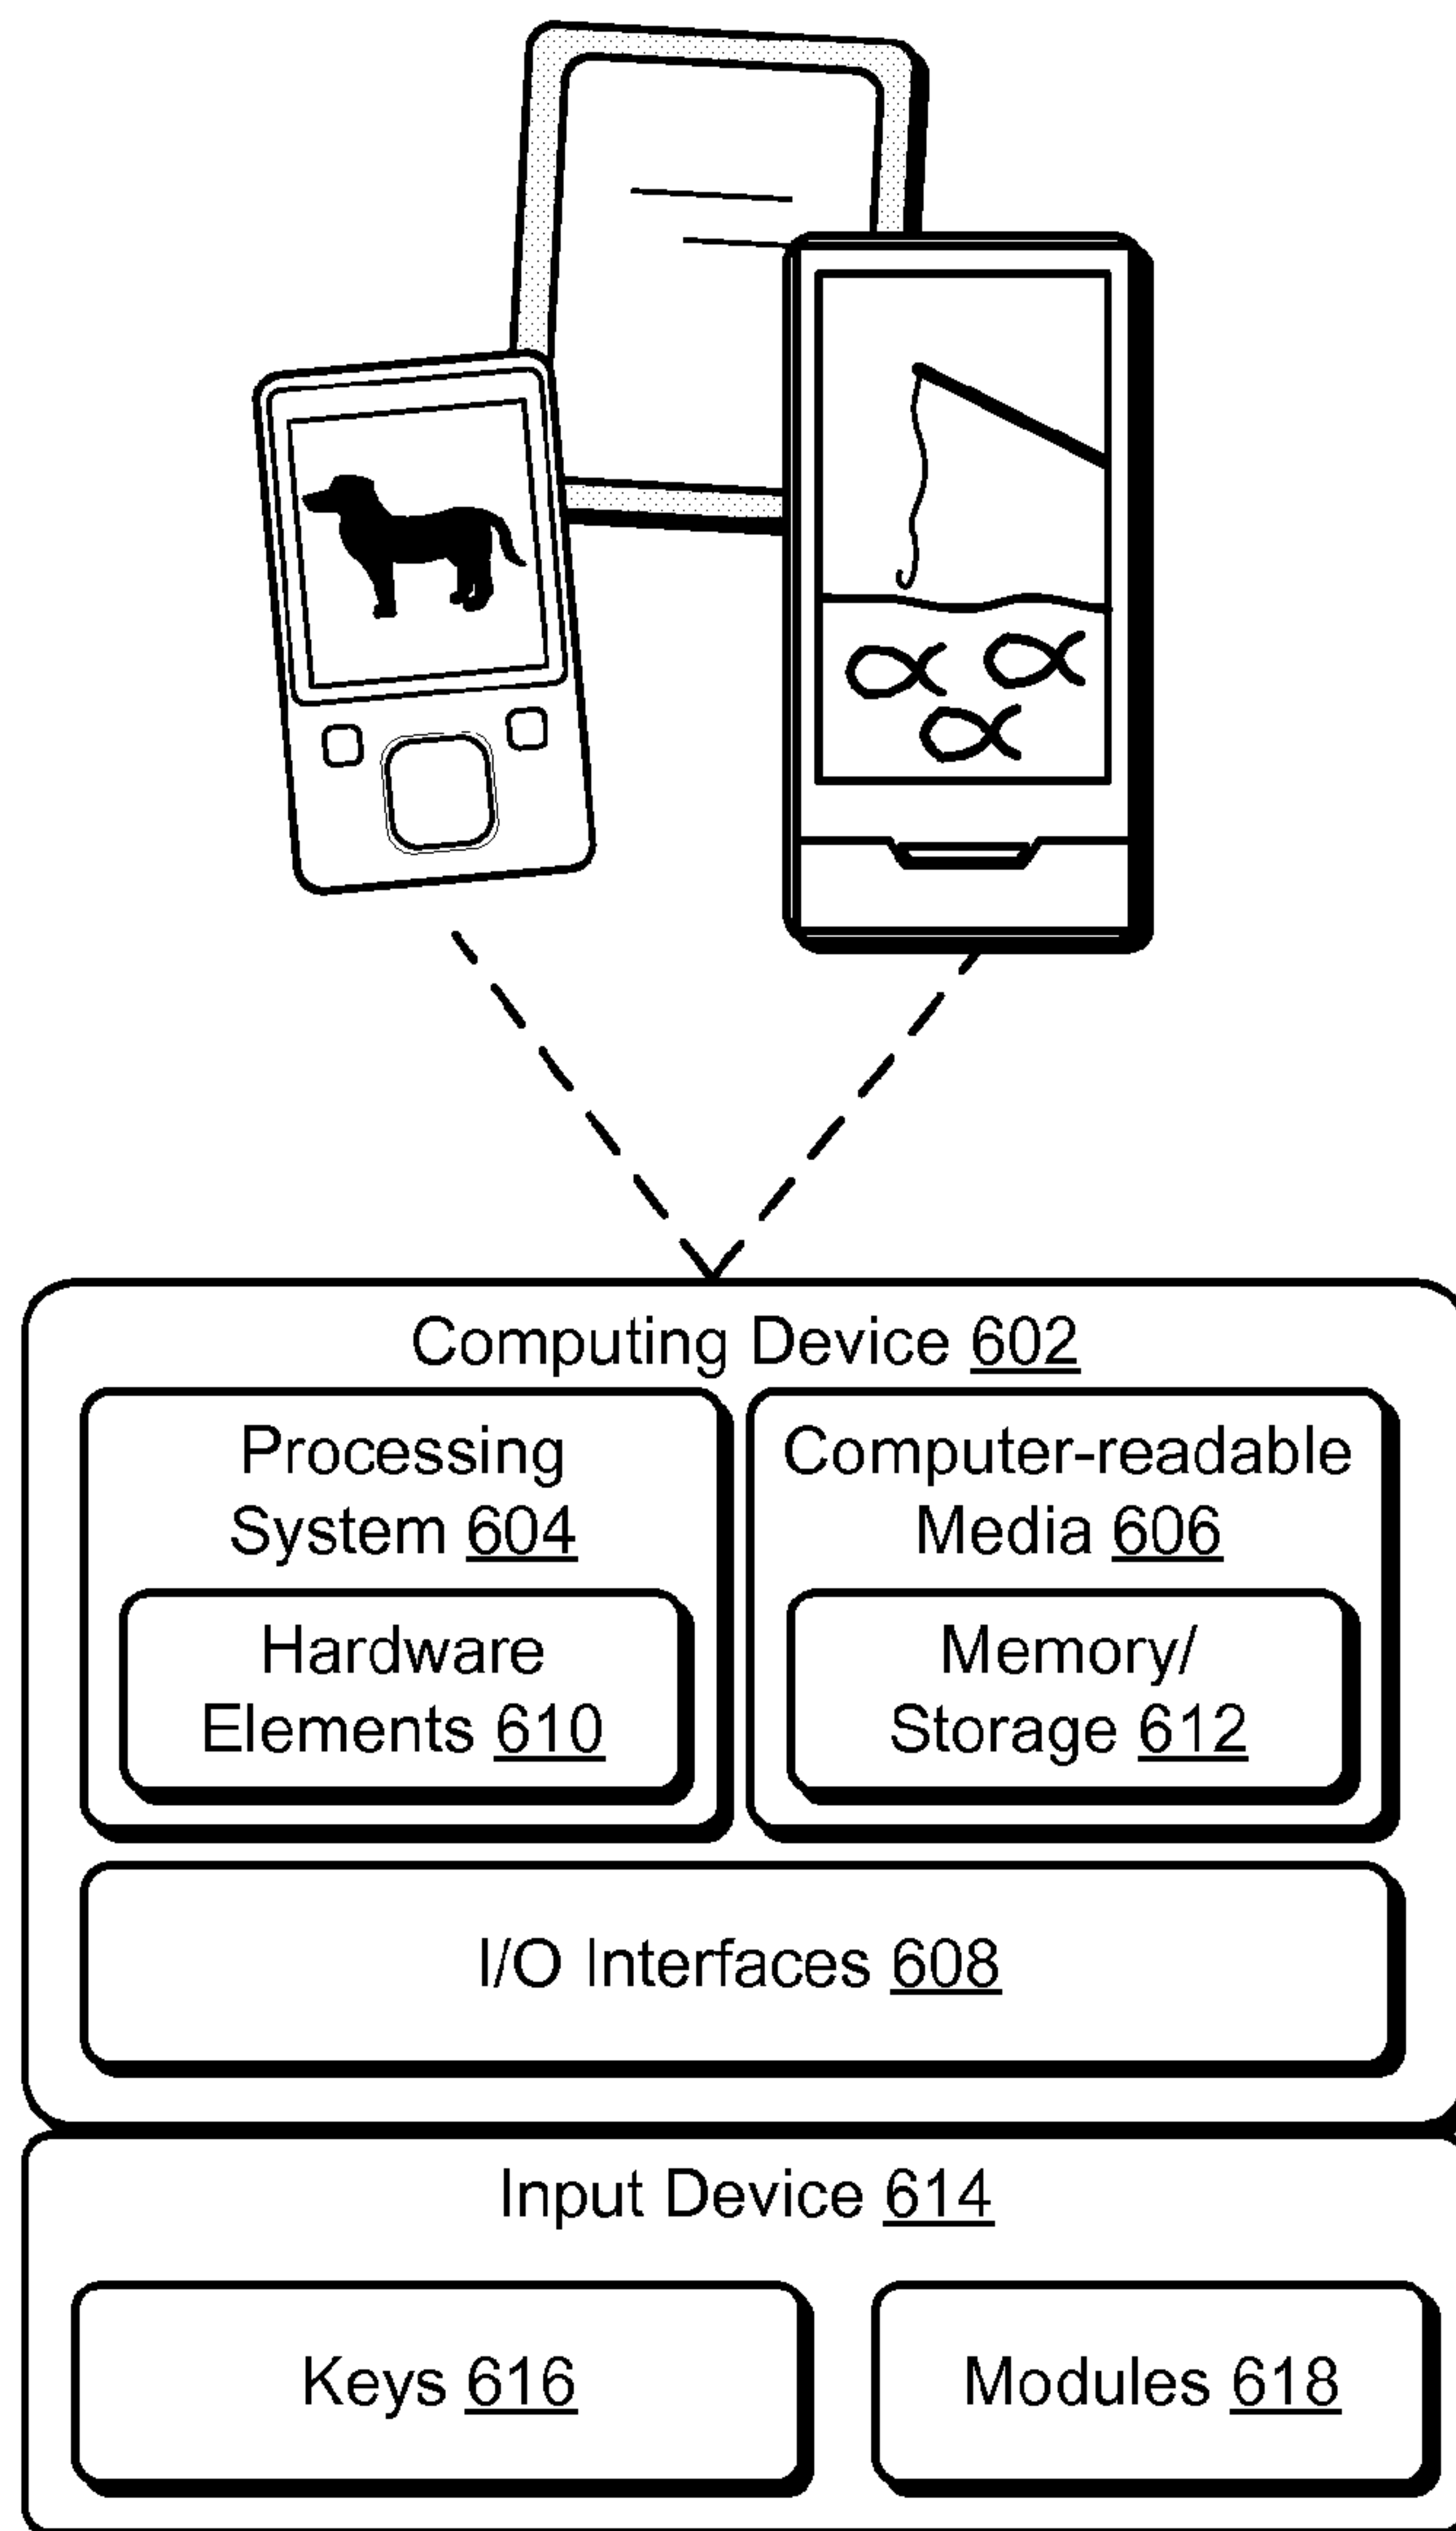 Computing Device 602
Processing
System 604
Hardware
Elements 610
Computer-readable
Media 606
Memory/
Storage 612
I/O Interfaces 608
Input Device 614
Keys 616
Modules 618